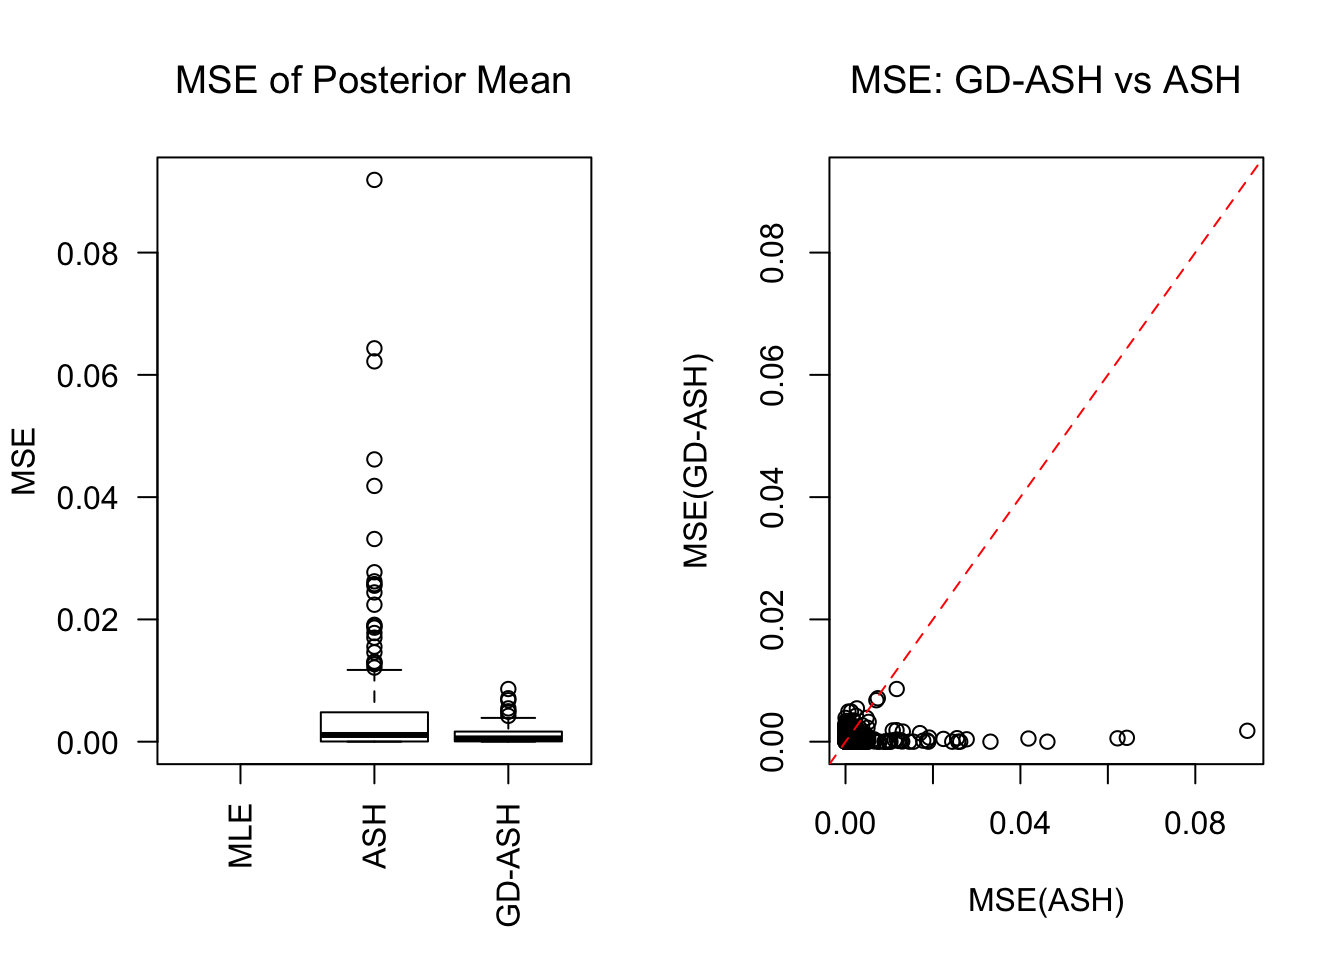 MSE of Posterior Mean
MSE
0.08
0.06
0.04
0.02
0.00
MLE
ASH
GD-ASH
MSE: GD-ASH vs ASH
MSE(GD-ASH)
0.08
0.06
0.04
0.02
0.00
0.00 0.04 0.08
MSE(ASH)